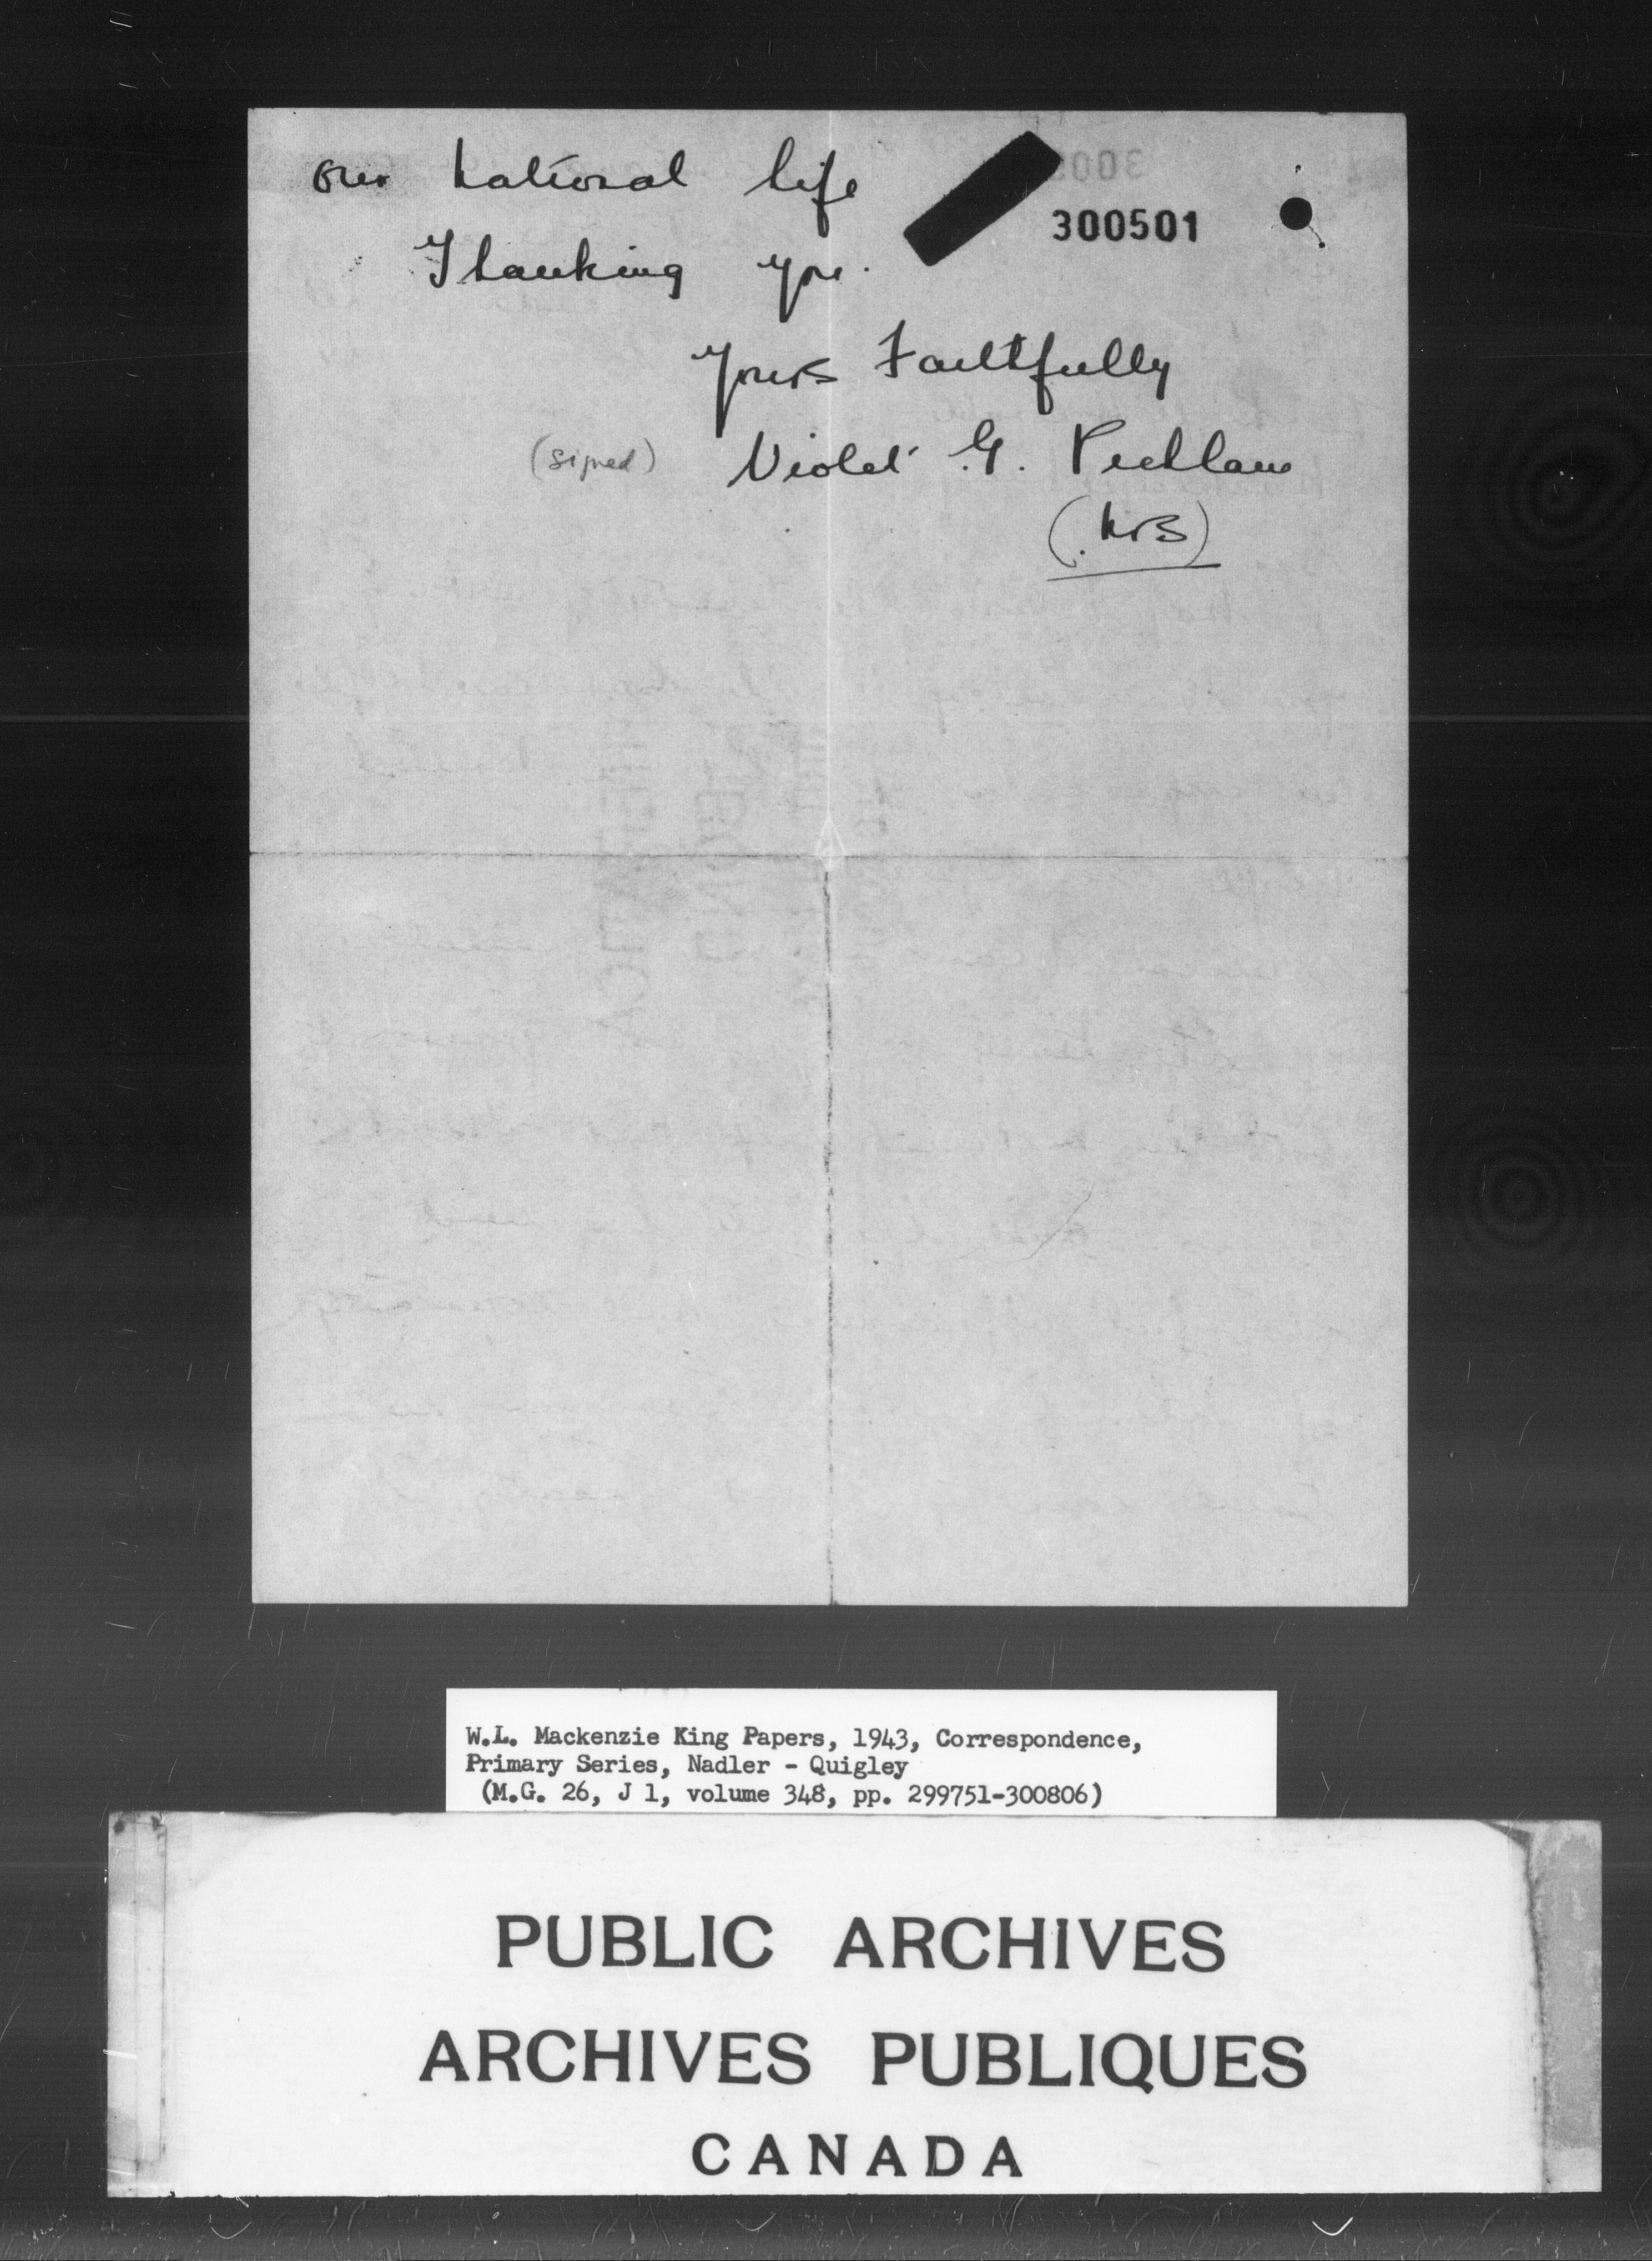 our national life
300501
Thanking you.
Yours Faithfully
(signed) Violet G.
(Mrs)
W.L. Mackenzie King Papers, 1943, Correspondence,
Primary Series, Nadler - Quigley
(M.G. 26, J 1, volume 348, pp. 299751-300806)
PUBLIC ARCHIVES
ARCHIVES PUBLIQUES
CANADA